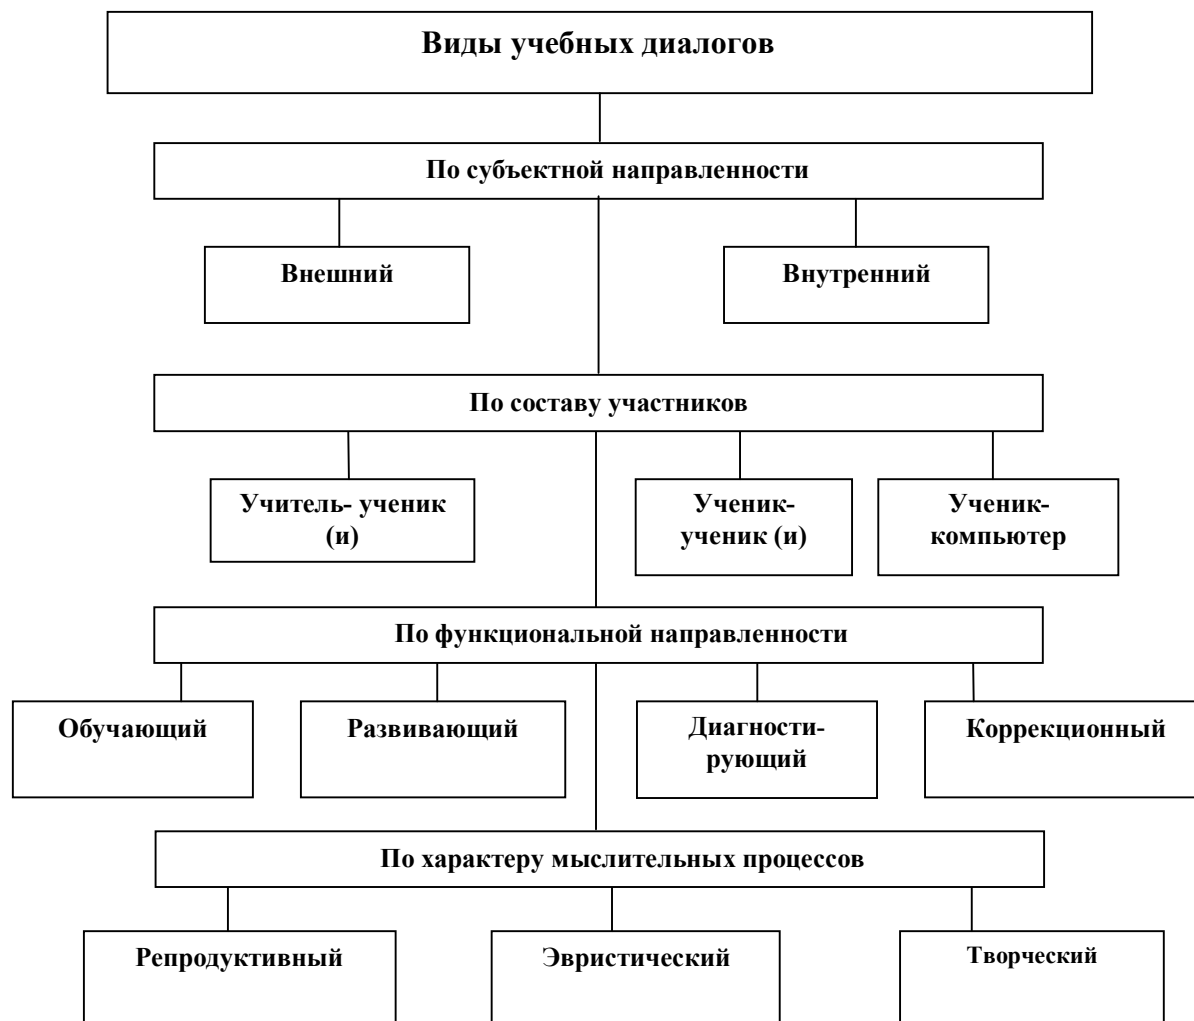 Виды учебных диалогов
По субъектной направленности
Внешний
Внутренний
По составу участников
Учитель- ученик
(и)
Ученик-
ученик (и)
Ученик-
компьютер
По функциональной направленности
Обучающий
Развивающий
Диагности-
рующий
Коррекционный
По характеру мыслительных процессов
Репродуктивный
Эвристический
Творческий